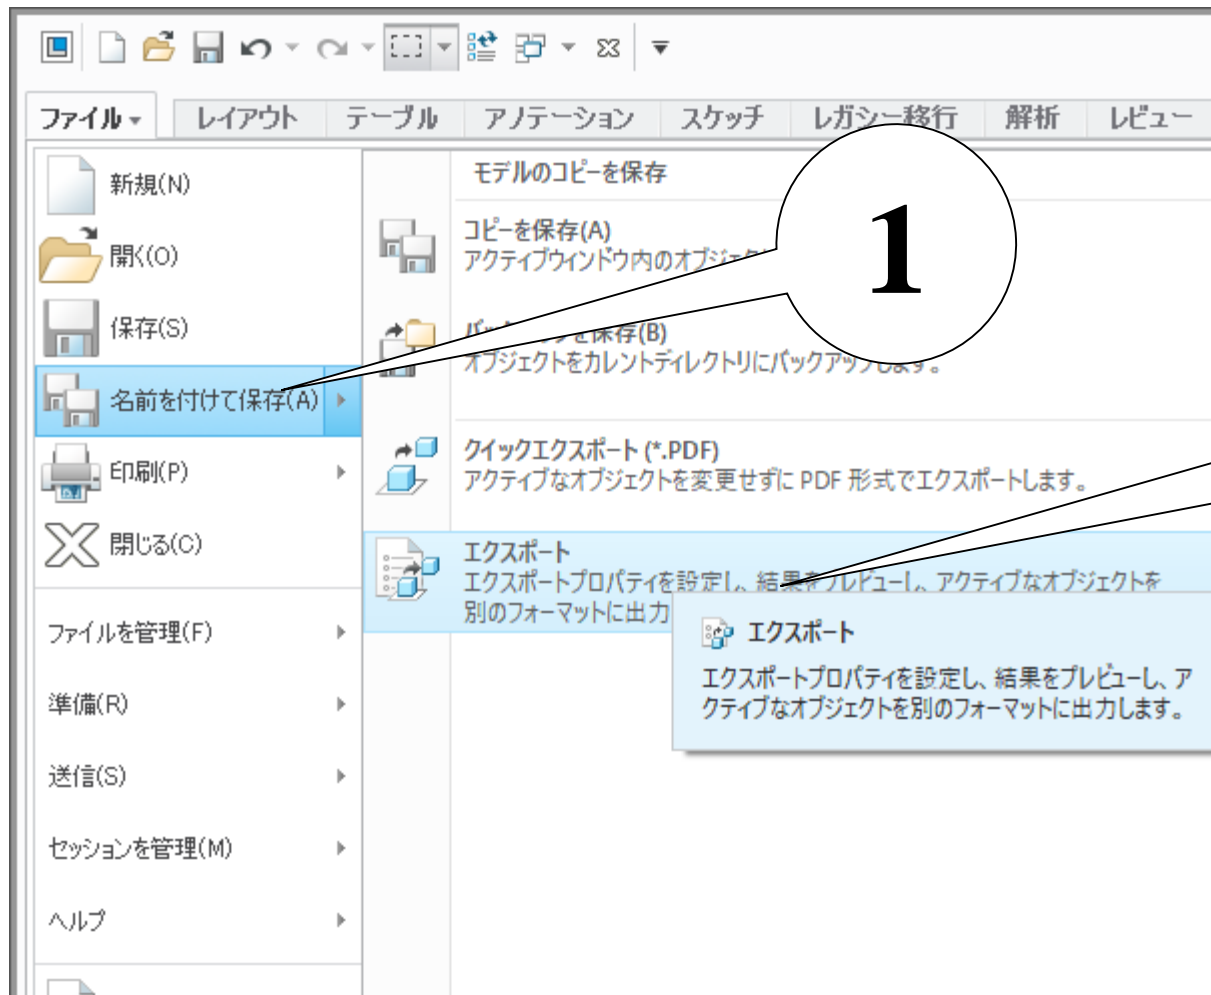 ファイル レイアウト テーブル アノテーション スケッチ レガシー移行 解析 レビュー
新規(N)
開く(O)
保存(S)
名前を付けて保存(A)
印刷(P)
閉じる(C)
ファイルを管理(F)
準備(R)
送信(S)
セッションを管理(M)
ヘルプ
モデルのコピーを保存
コピーを保存(A)
アクティブウィンドウ内のオブジェ
1
を保存(B)
オブジェクトをカレントディレクトリにバックアップします。
クイックエクスポート (*.PDF)
アクティブなオブジェクトを変更せずに PDF 形式でエクスポートします。
エクスポート
エクスポートプロパティを設定し、結果をプレビューし、アクティブなオブジェクトを
別のフォーマットに出力
エクスポート
エクスポートプロパティを設定し、結果をプレビューし、ア
クティブなオブジェクトを別のフォーマットに出力します。